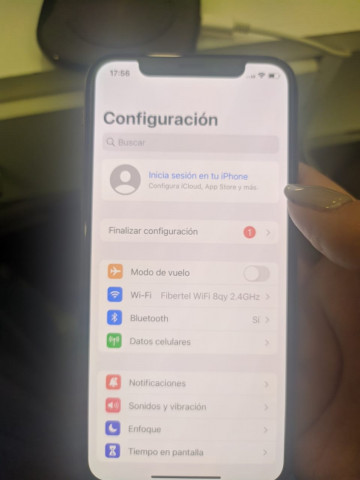 17:56
Configuración
Buscar
Inicia sesión en tu iPhone
Configura iCloud, App Store y más.
Finalizar configuración 1
Modo de vuelo
Wi-Fi Fibertel WiFi Bqy 2.4GHz
Bluetooth Sí
Datos celulares
Notificaciones
Sonidos y vibración
Enfoque
Tiempo en pantalla